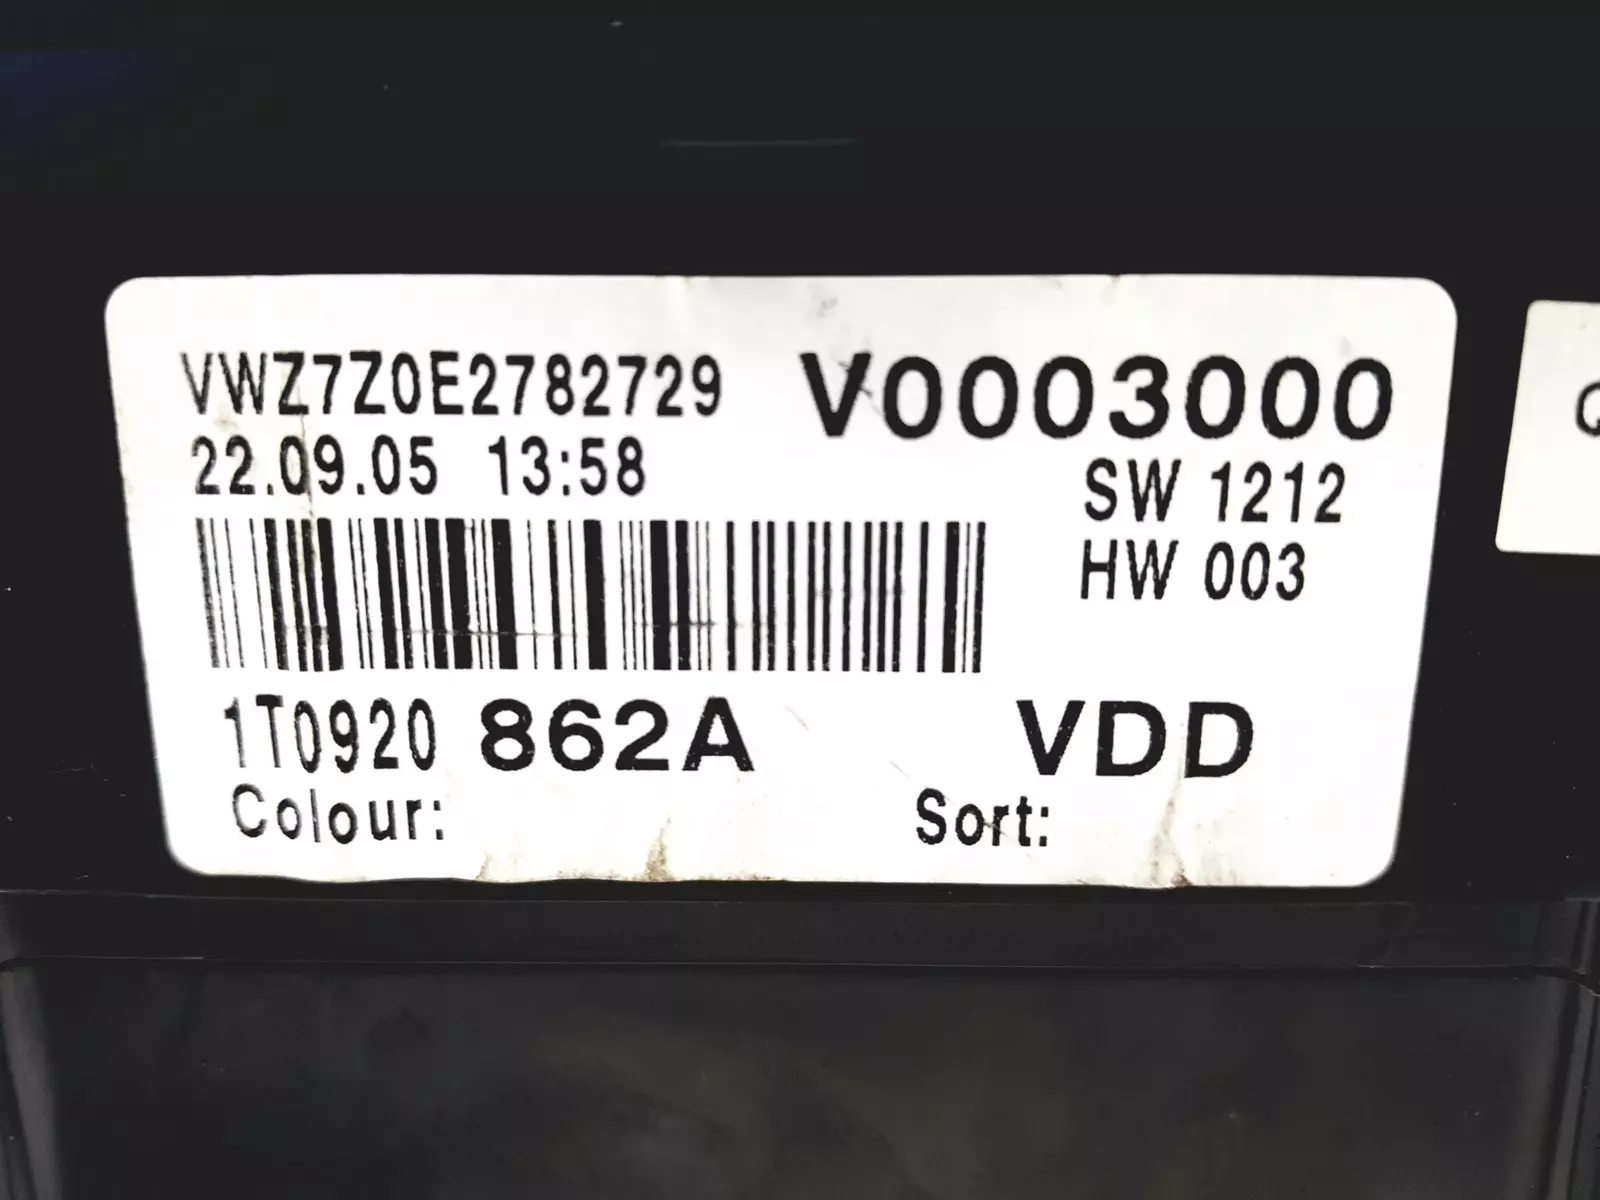 VWZ7Z0E2782729 V0003000
22.09.05 13:58 SW 1212
HW 003
1T0920 862A VDD
Colour: Sort: